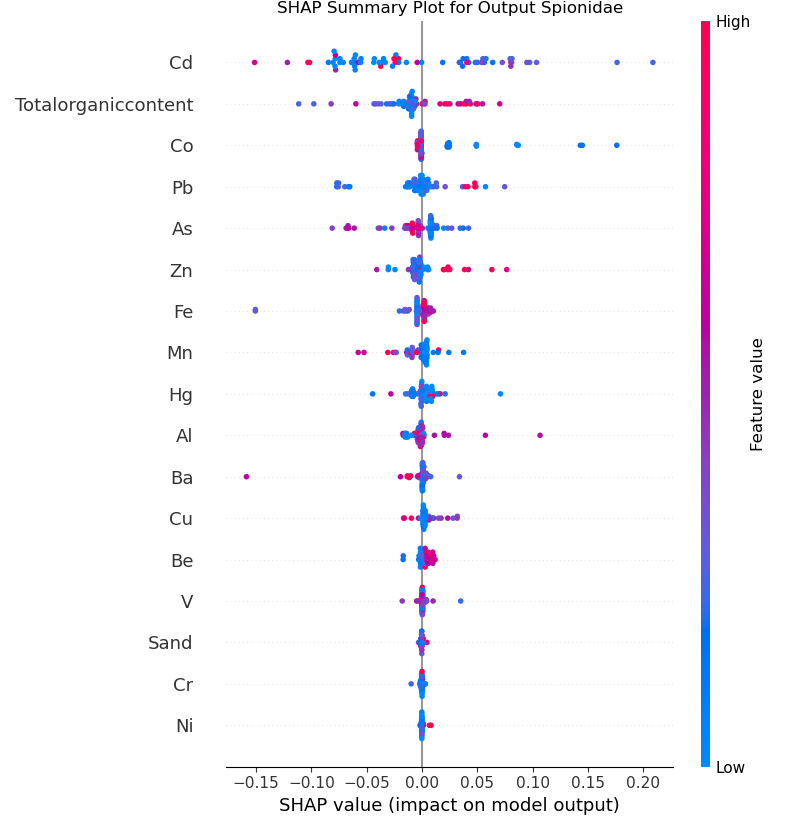 SHAP Summary Plot for Output Spionidae
High
Cd
Totalorganiccontent
Co
Pb
As
Zn
Fe
Mn
Hg
Al
Ba
Cu
Be
V
Sand
Cr
Ni
Feature value
Low
−0.15 −0.10 −0.05 0.00 0.05 0.10 0.15 0.20
SHAP value (impact on model output)